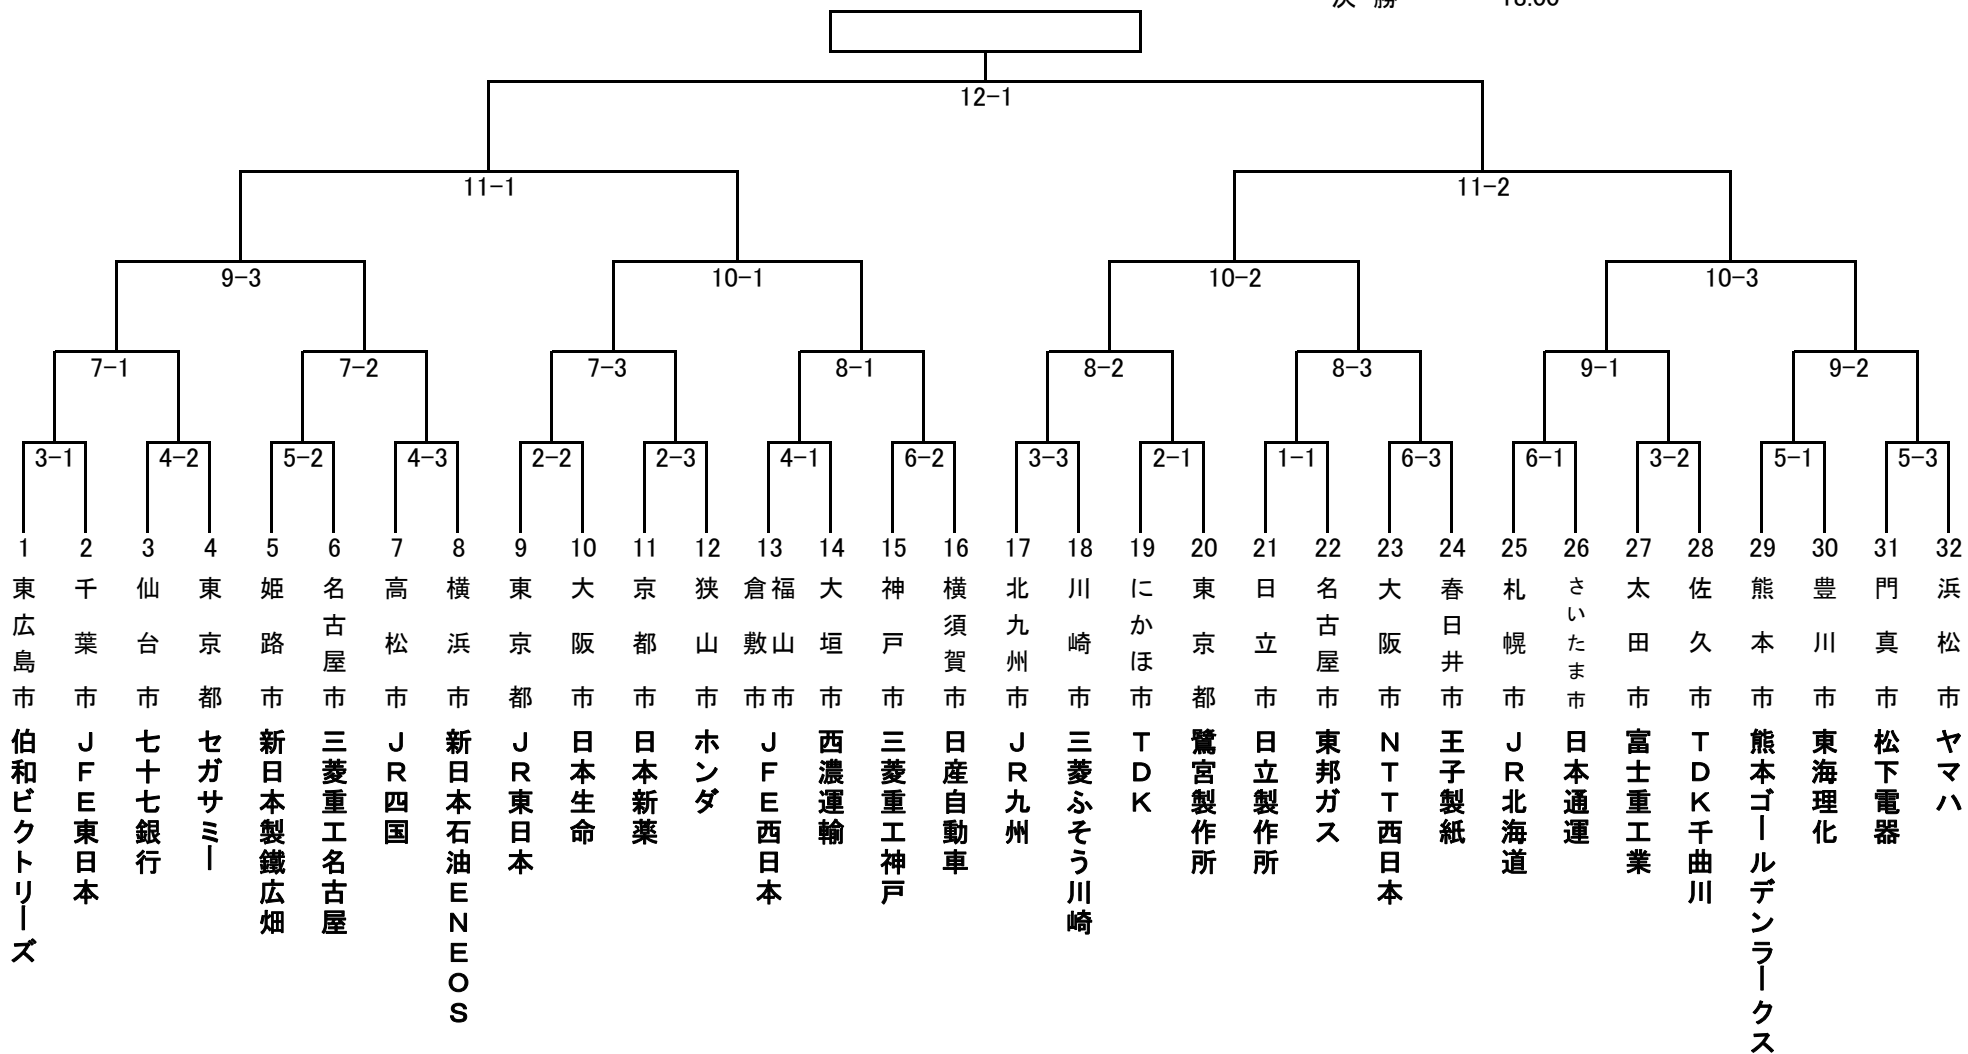 12-1
11-1
11-2
9-3
10-1
10-2
10-3
7-1
7-2
7-3
8-1
8-2
8-3
9-1
9-2
3-1
4-2
5-2
4-3
2-2
2-3
4-1
6-2
3-3
2-1
1-1
6-3
6-1
3-2
5-1
5-3
1 東広島市 伯和ビクトリーズ
2 千葉市 JFE東日本
3 仙台市 七十七銀行
4 東京都 セガサミー
5 姫路市 新日本製鐵広畑
6 名古屋市 三菱重工名古屋
7 高松市 JR四国
8 横浜市 新日本石油ENEOS
9 東京都 JR東日本
10 大阪市 日本生命
11 京都市 日本新薬
12 狭山市 ホンダ
13 福山市 倉敷市 JFE西日本
14 大垣市 西濃運輸
15 神戸市 三菱重工神戸
16 横須賀市 日産自動車
17 北九州市 JR九州
18 川崎市 三菱ふそう川崎
19 にかほ市 TDK
20 東京都 鷺宮製作所
21 日立市 日立製作所
22 名古屋市 東邦ガス
23 大阪市 NTT西日本
24 春日井市 王子製紙
25 札幌市 JR北海道
26 さいたま市 日本通運
27 太田市 富士重工業
28 佐久市 TDK千曲川
29 熊本市 熊本ゴールデンラークス
30 豊川市 東海理化
31 門真市 松下電器
32 浜松市 ヤマハ